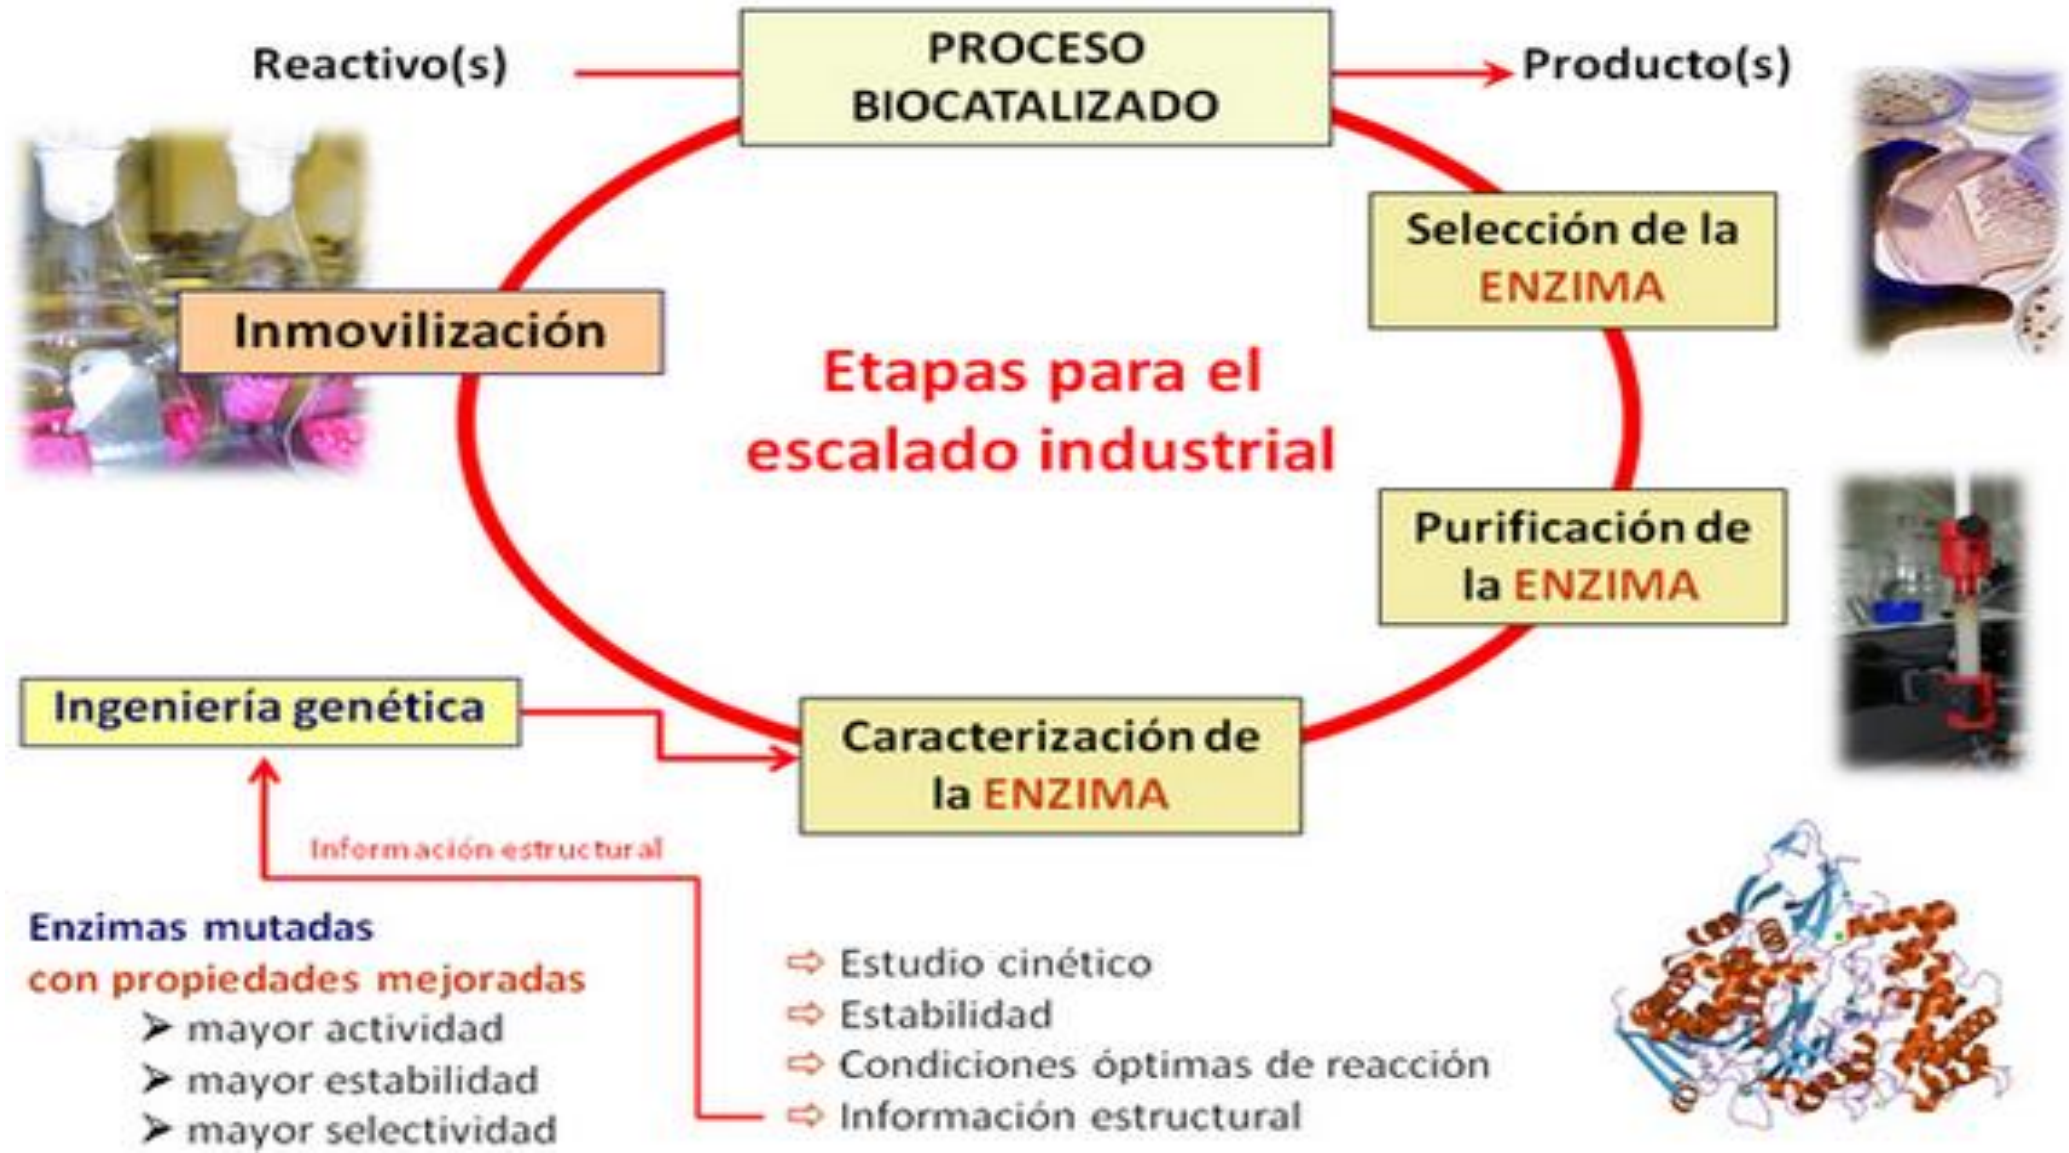 Reactivo(s)
PROCESO
BIOCATALIZADO
Producto(s)
Selección de la
ENZIMA
Inmovilización
Etapas para el
escalado industrial
Purificación de
la ENZIMA
Ingeniería genética
Caracterización de
la ENZIMA
Información estructural
Enzimas mutadas
con propiedades mejoradas
mayor actividad
mayor estabilidad
mayor selectividad
Estudio cinético
Estabilidad
Condiciones óptimas de reacción
Información estructural